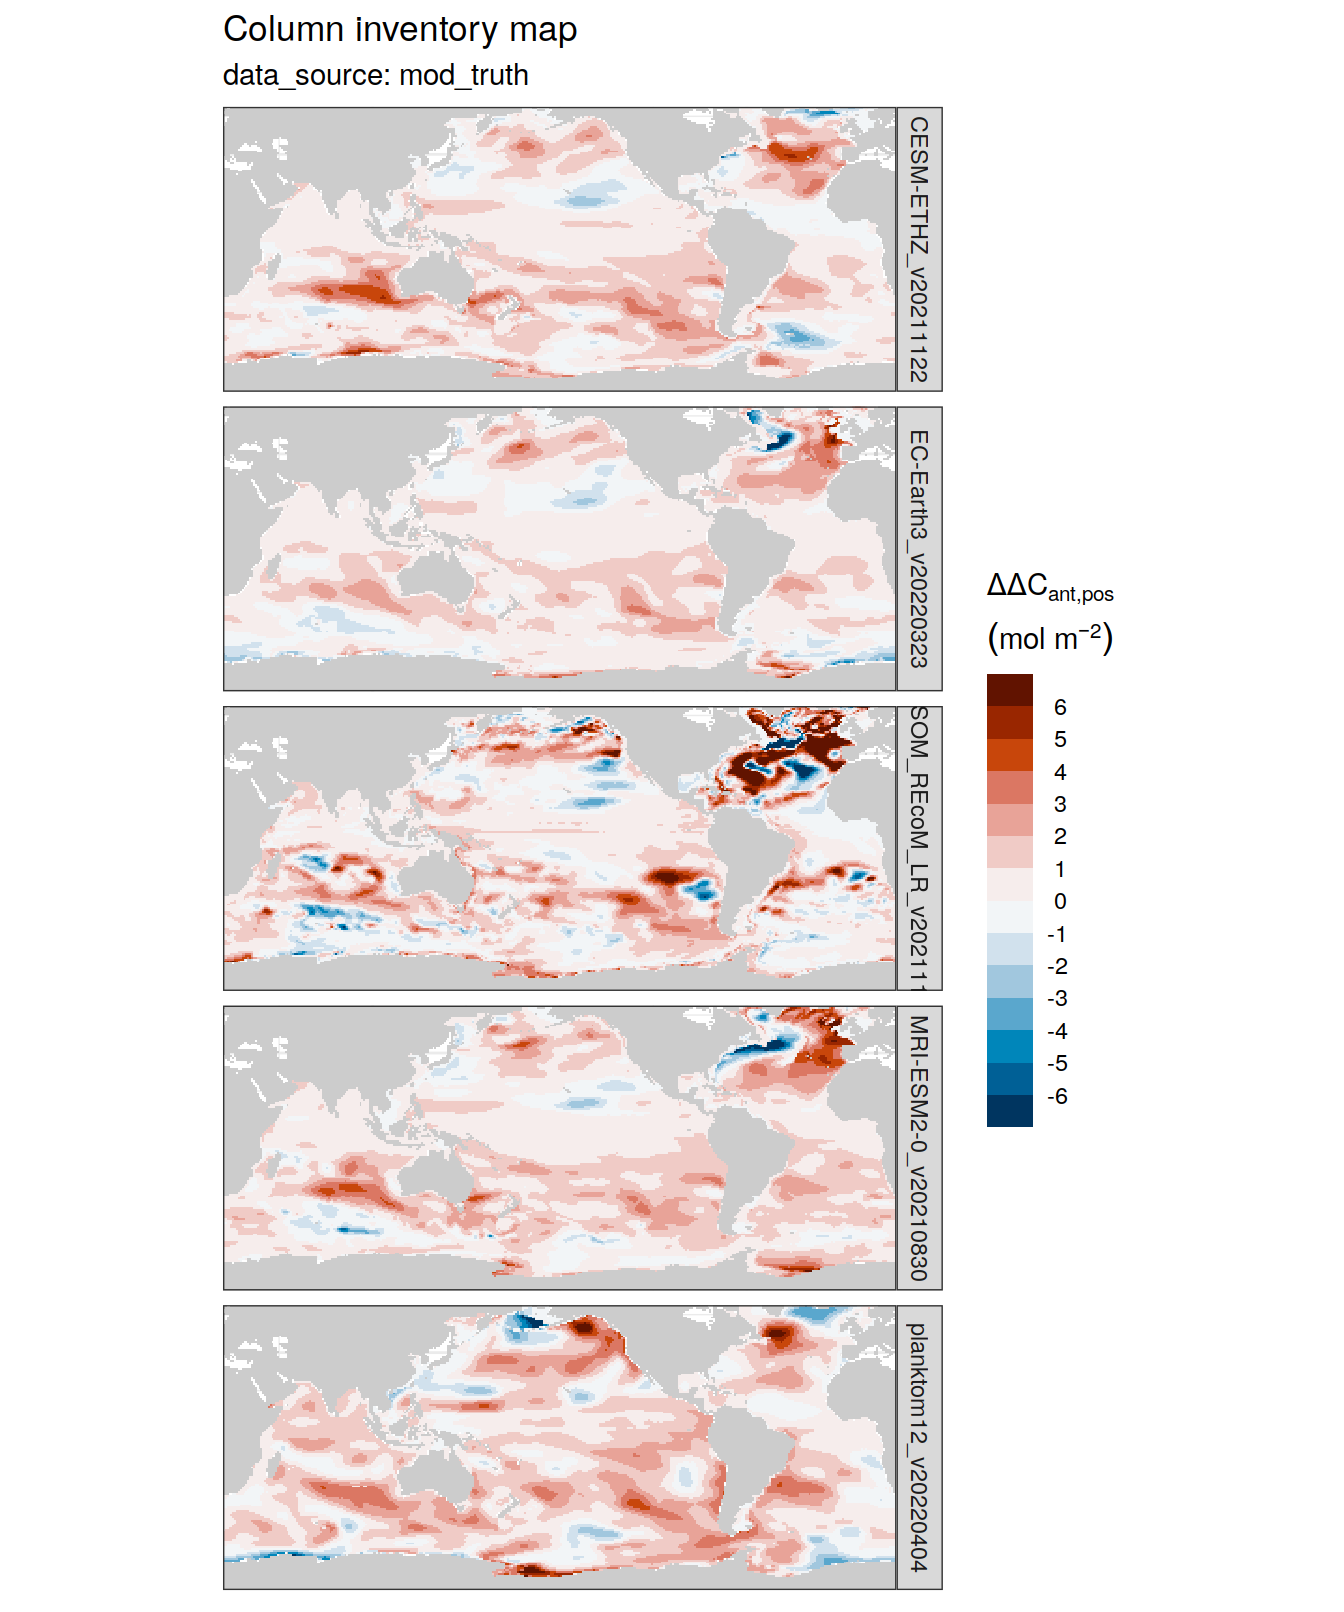 Column inventory map
data_source: mod_truth
CESM-ETHZ_v20211122
EC-Earth3_v20220323
SOM_REcoM_LR_v20211
MRI-ESM2-0_v20210830
planktom12_v20220404
ΔΔCant,pos
(mol m−2)
6
5
4
3
2
1
0
-1
-2
-3
-4
-5
-6